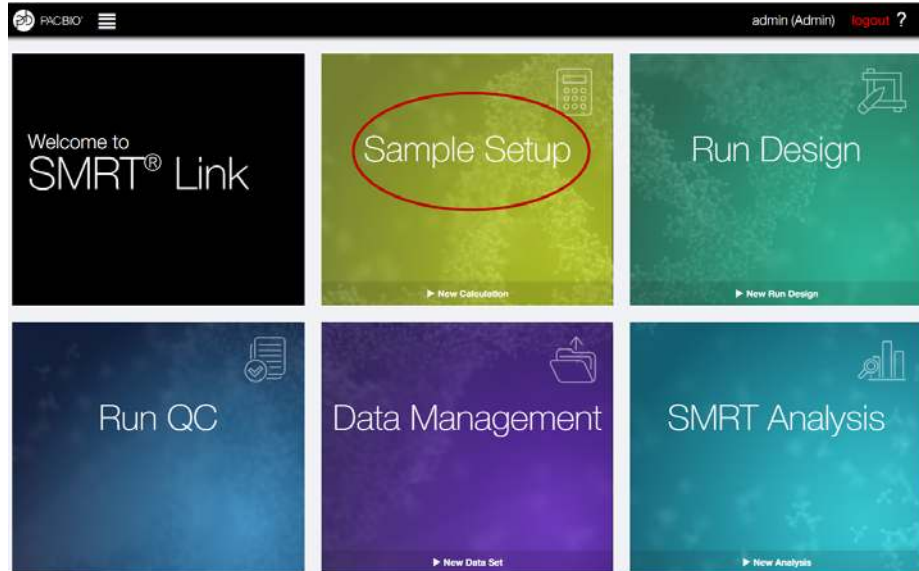 PACBIO®
admin (Admin) logout ?
Welcome to
SMRT® Link
Sample Setup
▶ New Calculation
Run Design
▶ New Run Design
Run QC
Data Management
▶ New Data Set
SMRT Analysis
▶ New Analysis